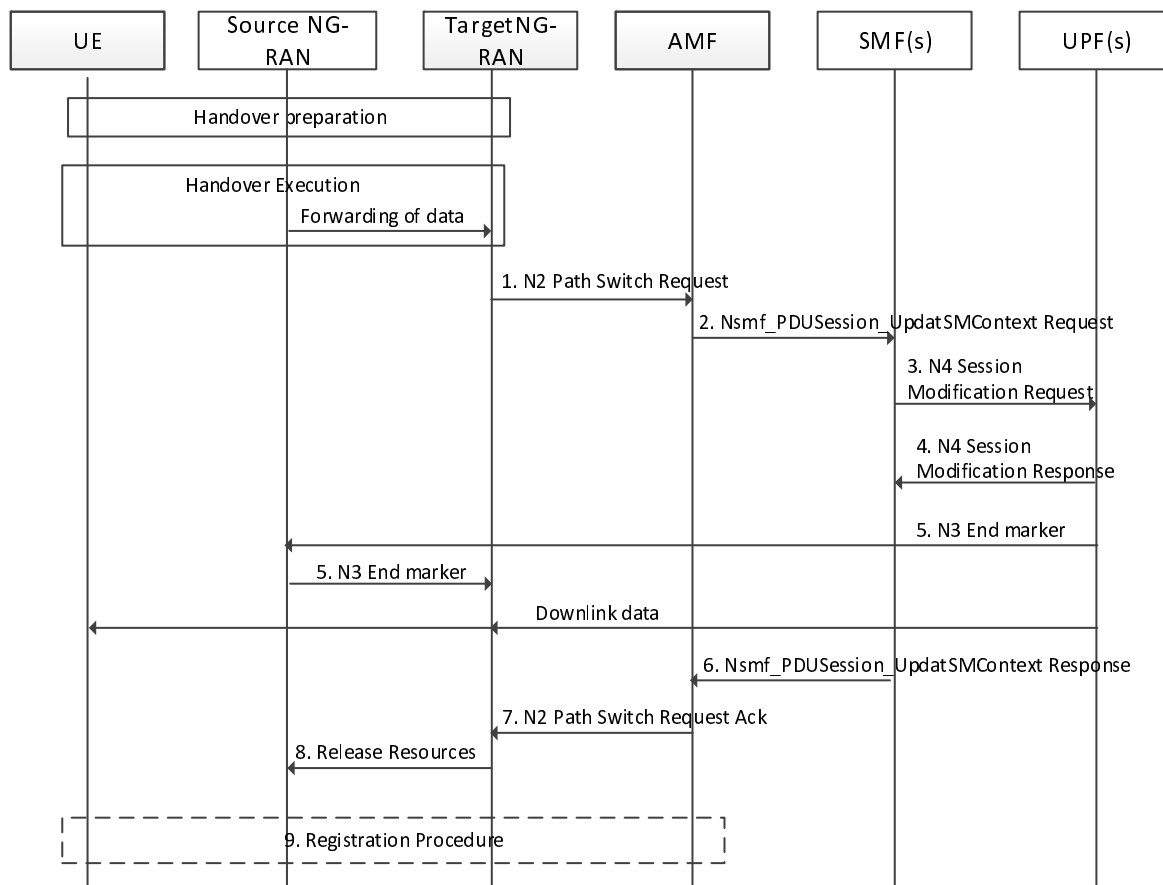 UE
Source NG-
RAN
TargetNG-
RAN
AMF
SMF(s)
UPF(s)
Handover preparation
Handover Execution
Forwarding of data
1. N2 Path Switch Request
2. Nsmf_PDUSession_UpdatSMContext Request
3. N4 Session
Modification Request
4. N4 Session
Modification Response
5. N3 End marker
5. N3 End marker
Downlink data
6. Nsmf_PDUSession_UpdatSMContext Response
7. N2 Path Switch Request Ack
8. Release Resources
9. Registration Procedure